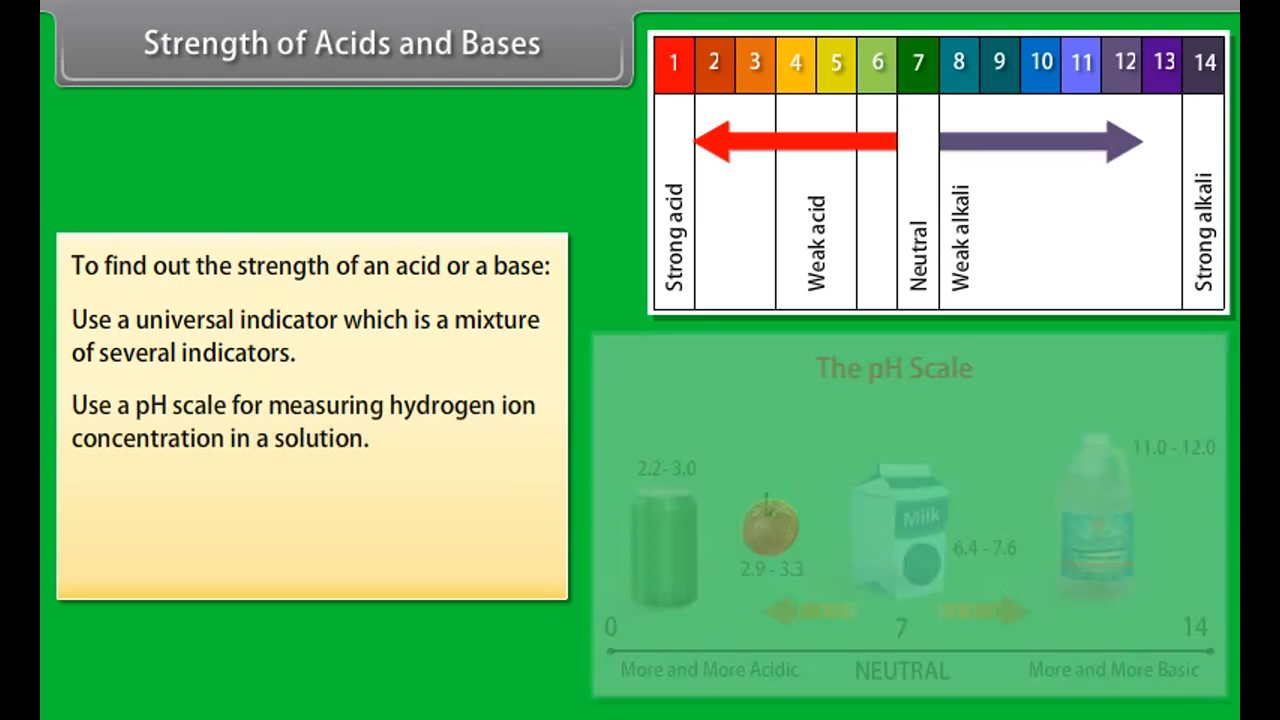 Strength of Acids and Bases
1 2 3 4 5 6 7 8 9 10 11 12 13 14
Strong acid
Weak acid
Neutral
Weak alkali
Strong alkali
To find out the strength of an acid or a base:
Use a universal indicator which is a mixture
of several indicators.
Use a pH scale for measuring hydrogen ion
concentration in a solution.
The pH Scale
2.2- 3.0
2.9 - 3.3
Milk
6.4 - 7.6
11.0 - 12.0
0 7 14
More and More Acidic NEUTRAL More and More Basic